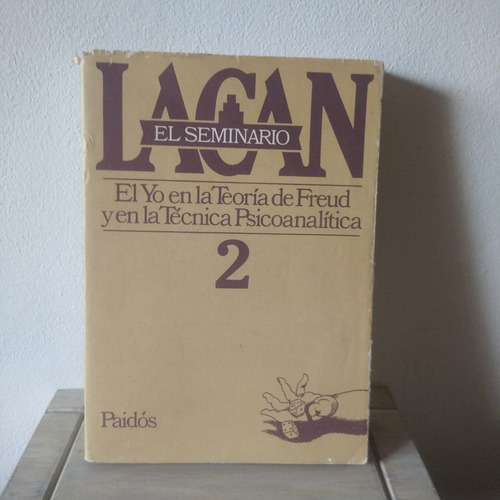 LACAN
EL SEMINARIO
El Yo en la Teoría de Freud
y en la Técnica Psicoanalítica
2
Paidós